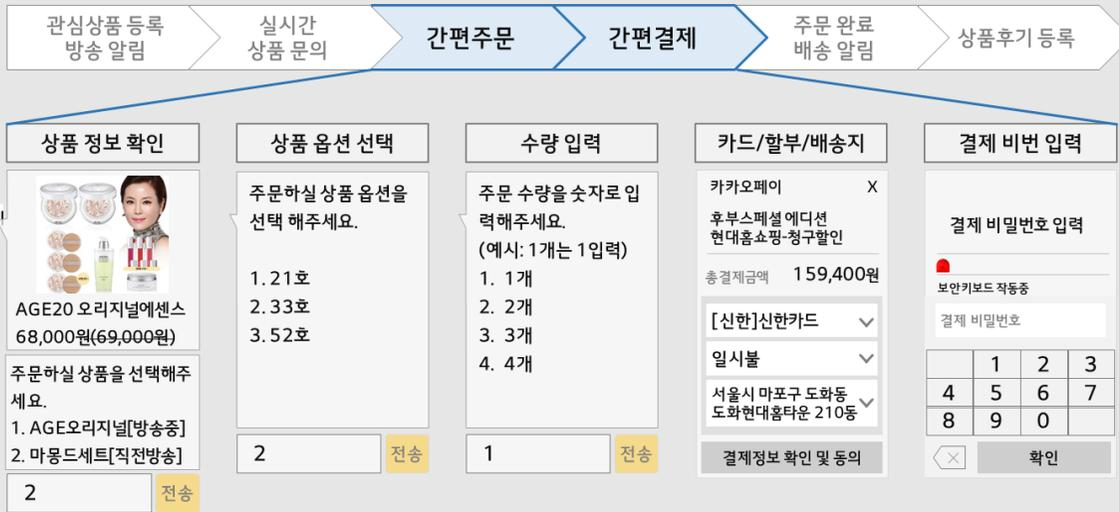 관심상품 등록
방송 알림
실시간
상품 문의
간편주문
간편결제
주문 완료
배송 알림
상품후기 등록
상품 정보 확인
AGE20 오리지널에센스
68,000원(69,000원)
주문하실 상품을 선택해주
세요.
1. AGE오리지널[방송중]
2. 마몽드세트[직전방송]
2
전송
상품 옵션 선택
주문하실 상품 옵션을
선택 해주세요.
1. 21호
2. 33호
3. 52호
2
전송
수량 입력
주문 수량을 숫자로 입
력해주세요.
(예시: 1개는 1입력)
1. 1개
2. 2개
3. 3개
4. 4개
1
전송
카드/할부/배송지
카카오페이 X
후부스페셜 에디션
현대홈쇼핑-청구할인
총결제금액 159,400원
[신한]신한카드
일시불
서울시 마포구 도화동
도화현대홈타운 210동
결제정보 확인 및 동의
결제 비번 입력
결제 비밀번호 입력
보안키보드 작동중
결제 비밀번호
1 2 3
4 5 6 7
8 9 0
확인